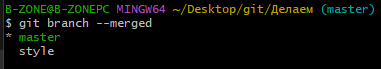 B-ZONE@B-ZONEPC MINGW64 ~/Desktop/git/Делаем (master)
$ git branch --merged
* master
  style